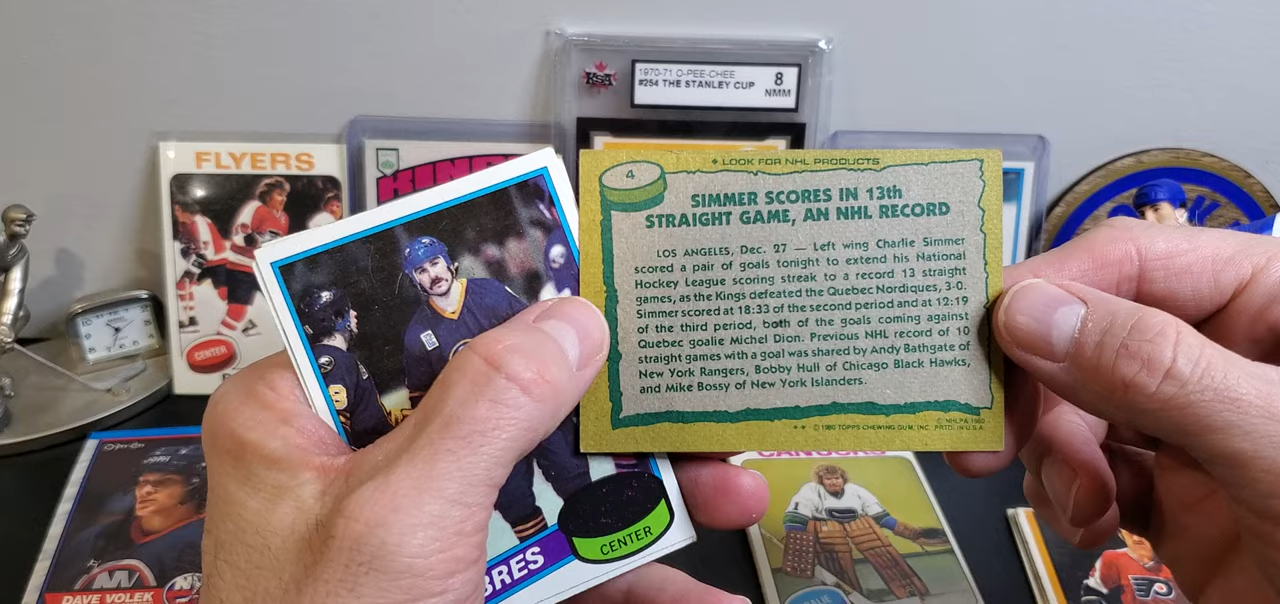 1970-71 O-PEE-CHEE
#254 THE STANLEY CUP
8
NMM
KSA
FLYERS
CENTER
KINGS
4
◆ LOOK FOR NHL PRODUCTS
SIMMER SCORES IN 13th
STRAIGHT GAME, AN NHL RECORD
LOS ANGELES, Dec. 27 — Left wing Charlie Simmer
scored a pair of goals tonight to extend his National
Hockey League scoring streak to a record 13 straight
games, as the Kings defeated the Quebec Nordiques, 3-0.
Simmer scored at 18:33 of the second period and at 12:19
of the third period, both of the goals coming against
Quebec goalie Michel Dion. Previous NHL record of 10
straight games with a goal was shared by Andy Bathgate of
New York Rangers, Bobby Hull of Chicago Black Hawks,
and Mike Bossy of New York Islanders.
© NHLPA 1980
✦ ✦ © 1980 TOPPS CHEWING GUM, INC. PRTD. IN U.S.A.
BRES
CENTER
O-Pee-Chee
DAVE VOLEK
CANUCKS